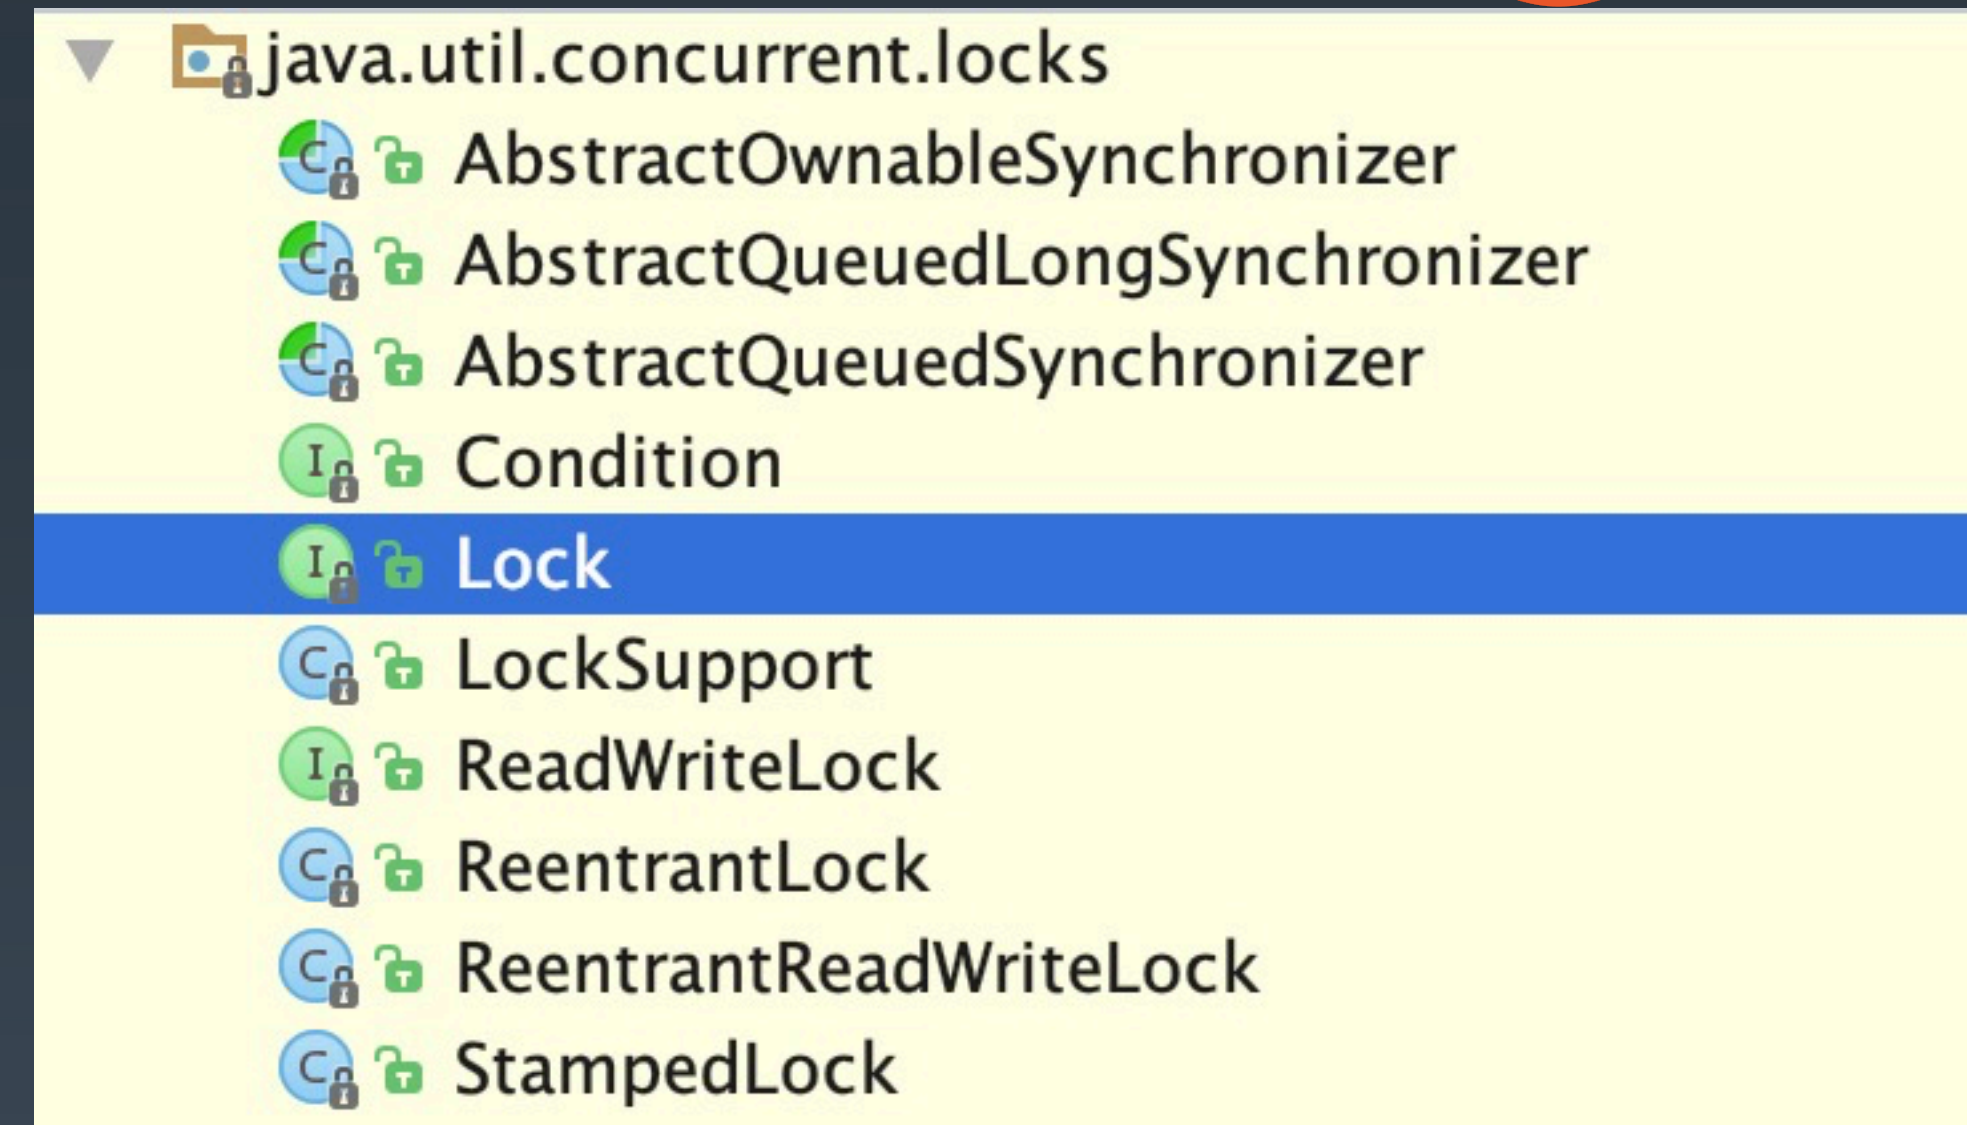 java.util.concurrent.locks
AbstractOwnableSynchronizer
AbstractQueuedLongSynchronizer
AbstractQueuedSynchronizer
Condition
Lock
LockSupport
ReadWriteLock
ReentrantLock
ReentrantReadWriteLock
StampedLock